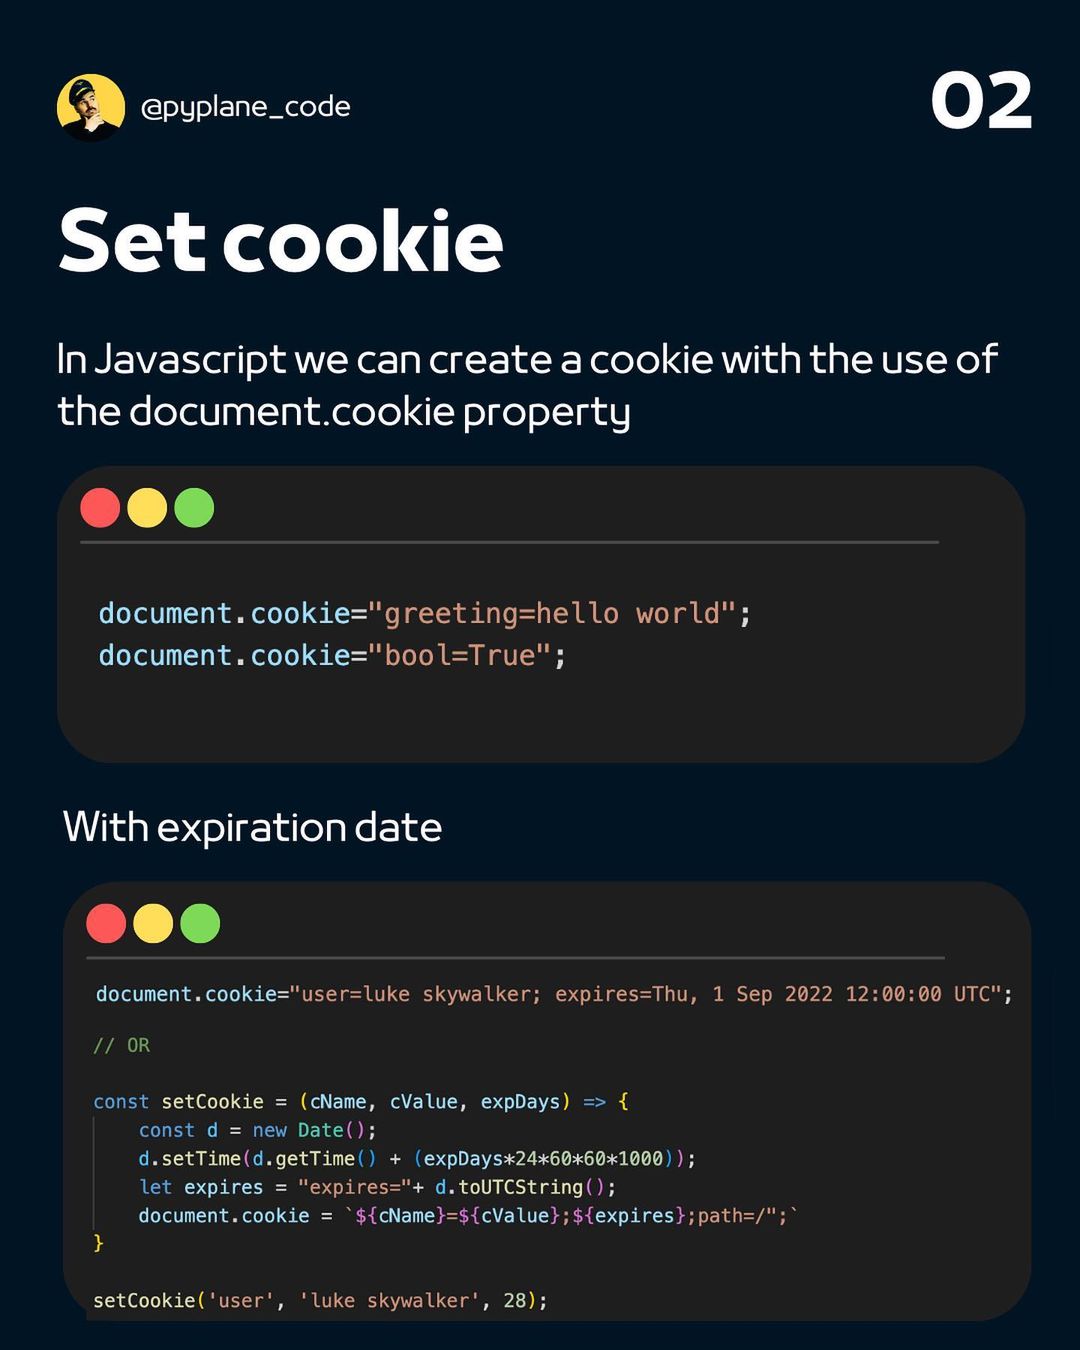 @pyplane_code
02
Set cookie
In Javascript we can create a cookie with the use of
the document.cookie property
document.cookie="greeting=hello world";
document.cookie="bool=True";
With expiration date
document.cookie="user=luke skywalker; expires=Thu, 1 Sep 2022 12:00:00 UTC";
// OR
const setCookie = (cName, cValue, expDays) => {
    const d = new Date();
    d.setTime(d.getTime() + (expDays*24*60*60*1000));
    let expires = "expires="+ d.toUTCString();
    document.cookie = `${cName}=${cValue};${expires};path=/";`
}
setCookie('user', 'luke skywalker', 28);